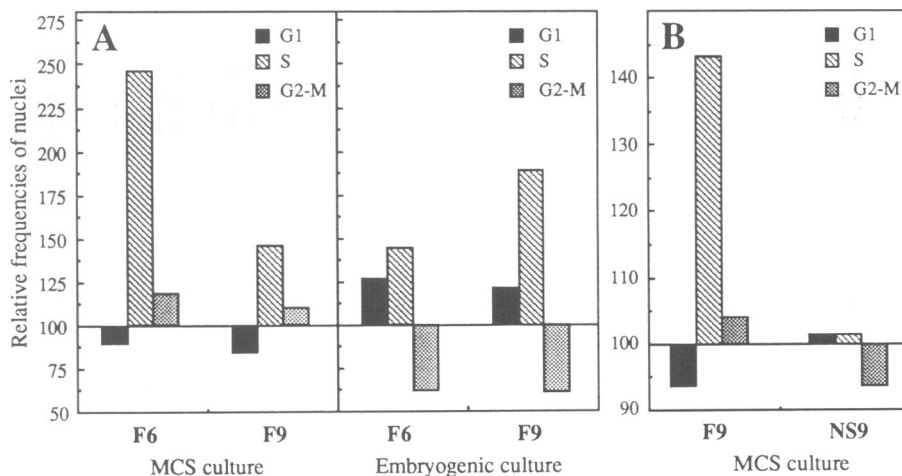 A
G1
S
G2-M
G1
S
G2-M
B
G1
S
G2-M
Relative frequencies of nuclei
275
250
225
200
175
150
125
100
75
50
140
130
120
110
100
90
F6 F9 F6 F9 F9 NS9
MCS culture Embryogenic culture MCS culture